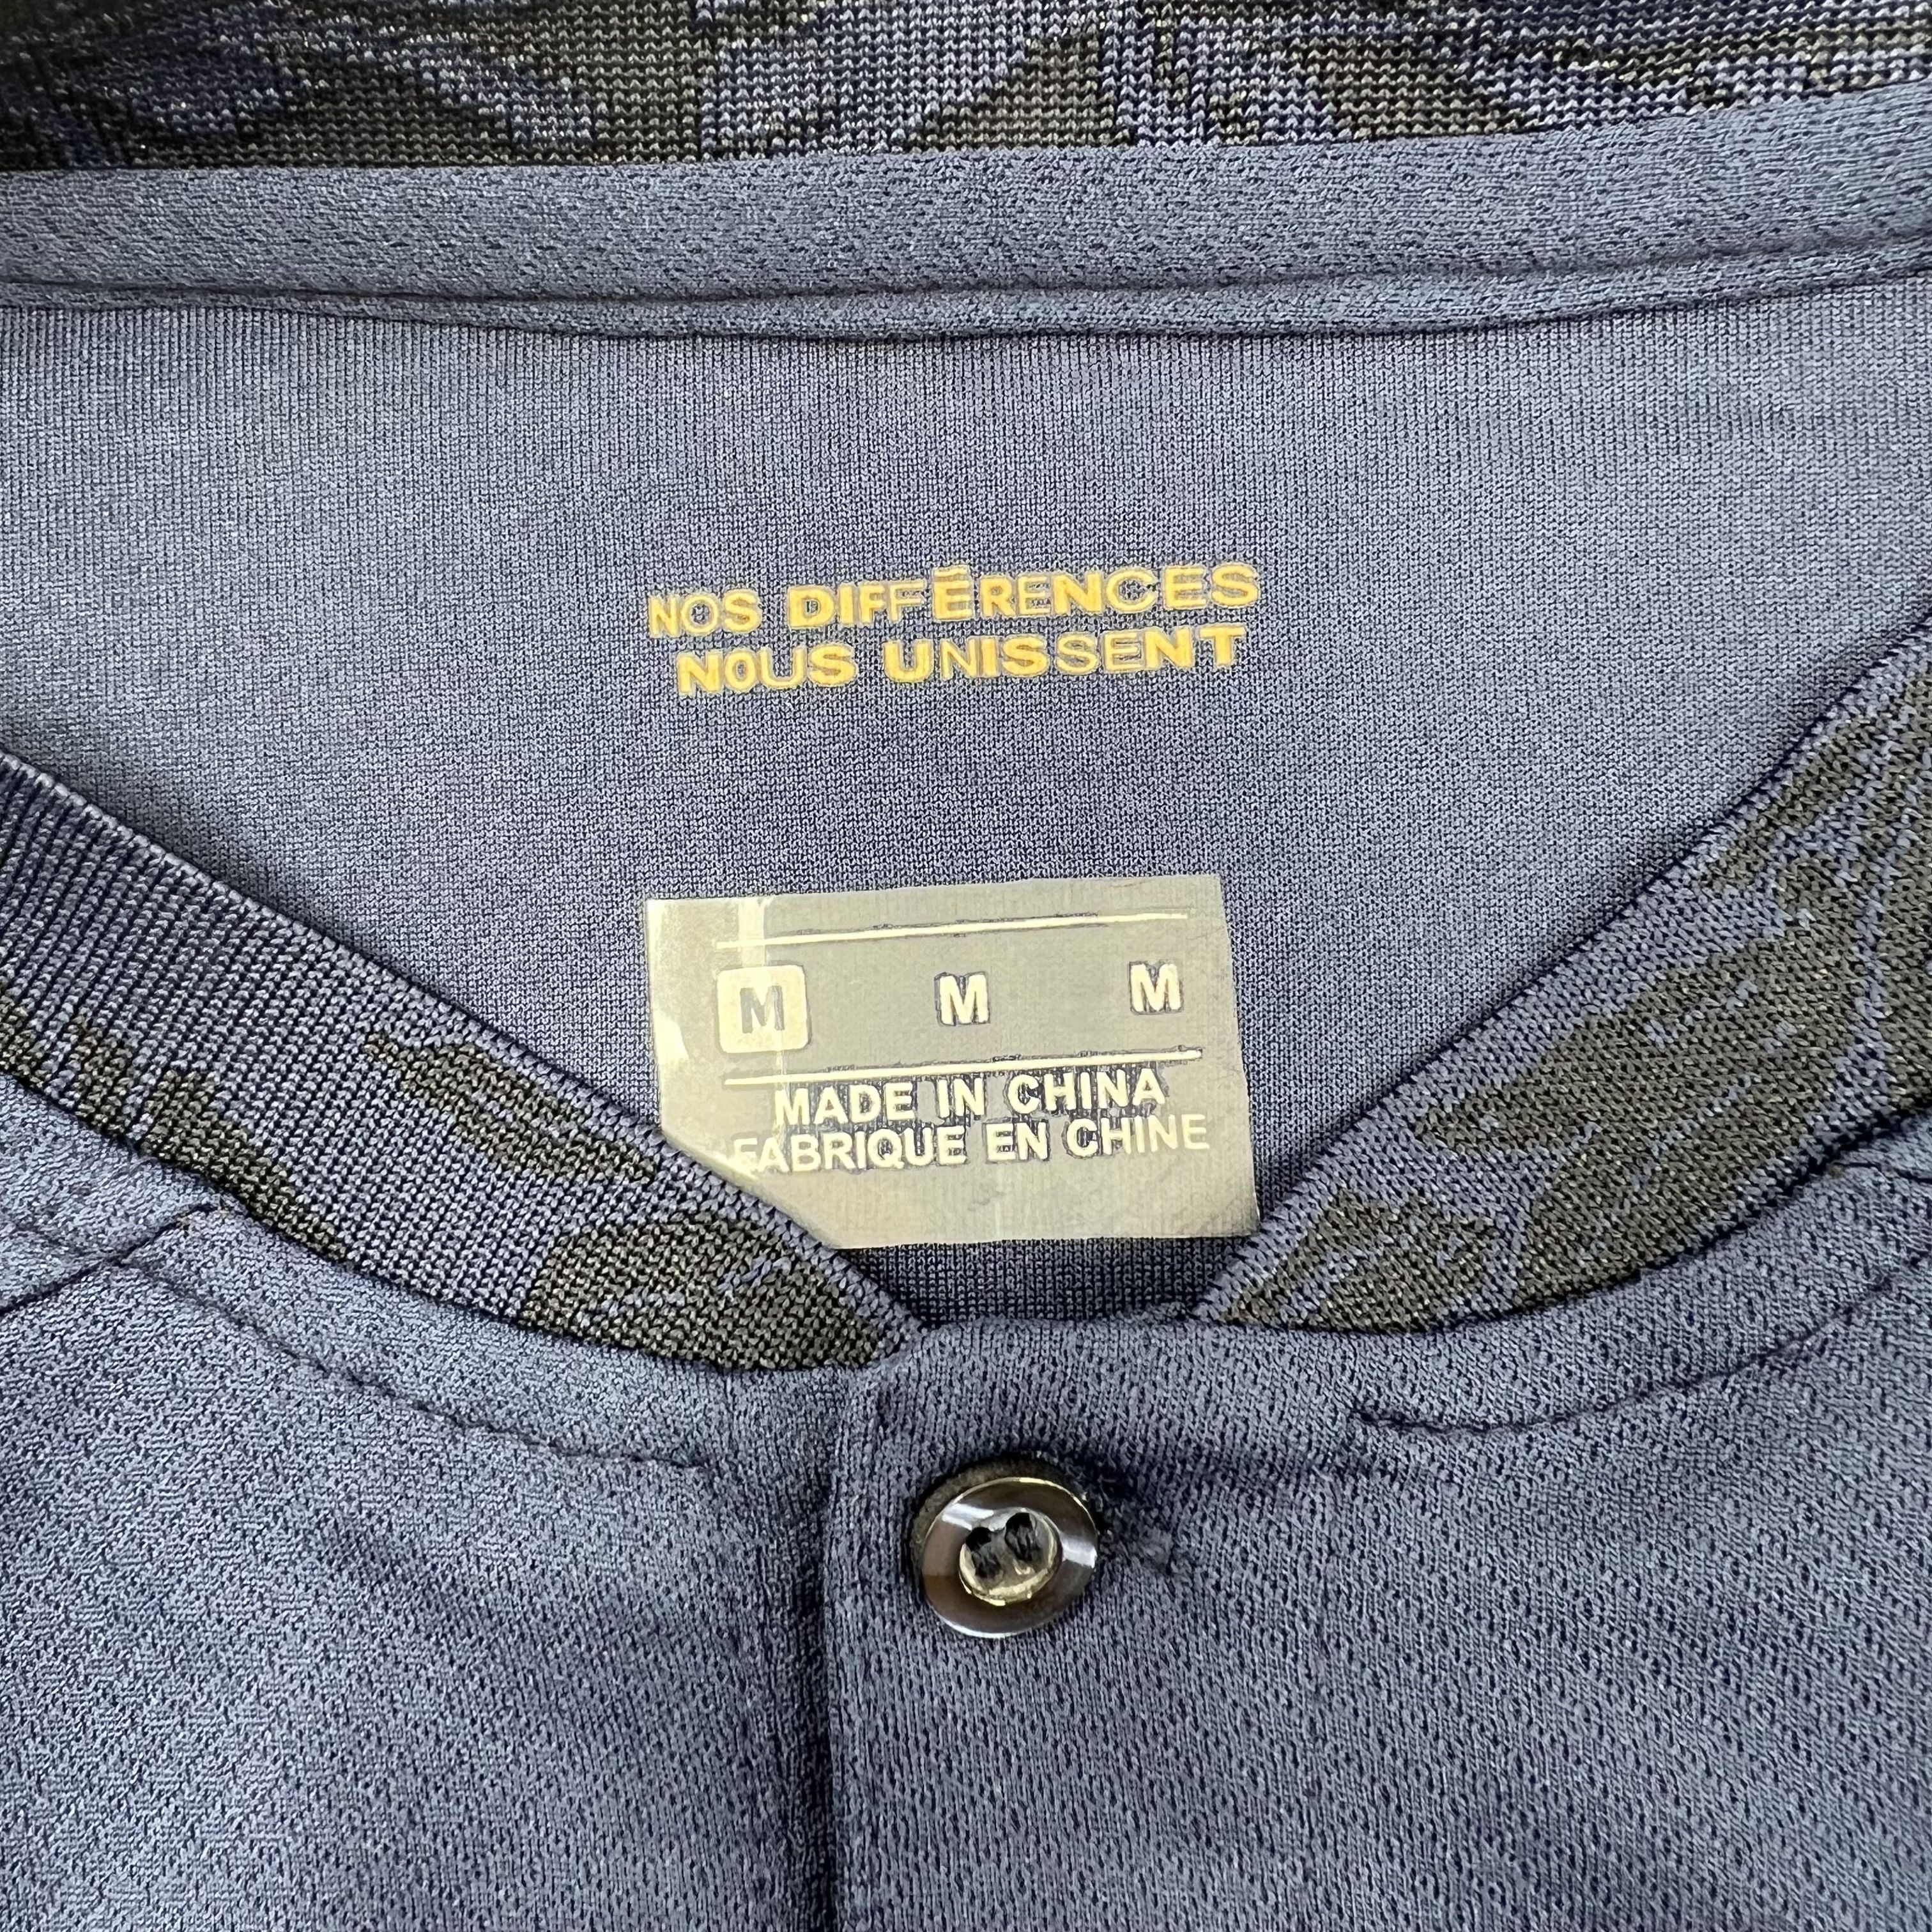 NOS DIFFÉRENCES
NOUS UNISSENT
M M M
MADE IN CHINA
FABRIQUE EN CHINE